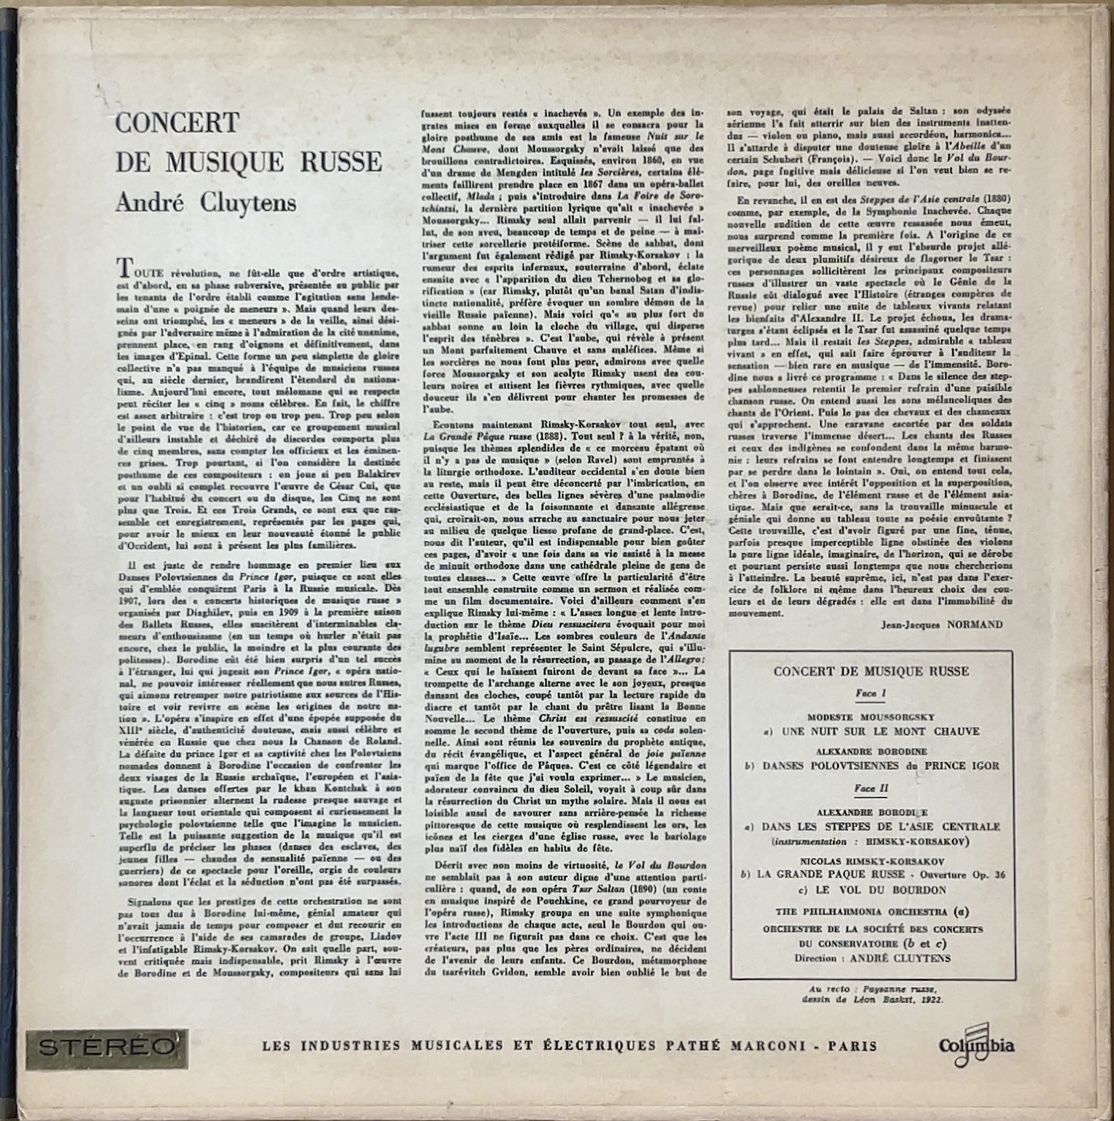 CONCERT
DE MUSIQUE RUSSE
André Cluytens
TOUTE révolution, ne fût-elle que d'ordre artistique,
est d'abord, en sa phase subversive, présentée au public par
les tenants de l'ordre établi comme l'agitation sans lende-
main d'une « poignée de meneurs ». Mais quand leurs des-
seins ont triomphé, les « meneurs » de la veille, ainsi dési-
gnés par l'adversaire même à l'admiration de la cité unanime,
prennent place, en rang d'oignons et définitivement, dans
les images d'Epinal. Cette forme un peu simplette de gloire
collective n'a pas manqué à l'équipe de musiciens russes
qui, au siècle dernier, brandirent l'étendard du nationa-
lisme. Aujourd'hui encore, tout mélomane qui se respecte
peut réciter les « cinq » noms célèbres. En fait, le chiffre
est assez arbitraire : c'est trop ou trop peu. Trop peu selon
le point de vue de l'historien, car ce groupement musical
d'ailleurs instable et déchiré de discordes comporta plus
de cinq membres, sans compter les officieux et les éminen-
ces grises. Trop pourtant, si l'on considère la destinée
posthume de ces compositeurs : on joue si peu Balakirev
et un oubli si complet recouvre l'œuvre de César Cui, que
pour l'habitué du concert ou du disque, les Cinq ne sont
plus que Trois. Et ces Trois Grands, ce sont eux que ras-
semble cet enregistrement, représentés par les pages qui,
pour avoir le mieux en leur nouveauté étonné le public
d'Occident, lui sont à présent les plus familières.
Il est juste de rendre hommage en premier lieu aux
Danses Polovtsiennes du Prince Igor, puisque ce sont elles
qui d'emblée conquirent Paris à la Russie musicale. Dès
1907, lors des « concerts historiques de musique russe »
organisés par Diaghilev, puis en 1909 à la première saison
des Ballets Russes, elles suscitèrent d'interminables cla-
meurs d'enthousiasme (en un temps où hurler n'était pas
encore, chez le public, la moindre et la plus courante des
politesses). Borodine eût été bien surpris d'un tel succès
à l'étranger, lui qui jugeait son Prince Igor, « opéra natio-
nal, ne pouvoir intéresser réellement que nous autres Russes,
qui aimons retremper notre patriotisme aux sources de l'His-
toire et voir revivre en scène les origines de notre na-
tion ». L'opéra s'inspire en effet d'une épopée supposée du
XIIIe siècle, d'authenticité douteuse, mais aussi célèbre et
vénérée en Russie que chez nous la Chanson de Roland.
La défaite du prince Igor et sa captivité chez les Polovtsiens
nomades donnent à Borodine l'occasion de confronter les
deux visages de la Russie archaïque, l'européen et l'asia-
tique. Les danses offertes par le khan Kontchak à son
auguste prisonnier alternent la rudesse presque sauvage et
la langueur tout orientale qui composent si curieusement la
psychologie polovtsienne telle que l'imagine le musicien.
Telle est la puissante suggestion de la musique qu'il est
superflu de préciser les phases (danses des esclaves, des
jeunes filles — chaudes de sensualité païenne — ou des
guerriers) de ce spectacle pour l'oreille, orgie de couleurs
sonores dont l'éclat et la séduction n'ont pas été surpassés.
Signalons que les prestiges de cette orchestration ne sont
pas tous dus à Borodine lui-même, génial amateur qui
n'avait jamais de temps pour composer et dut recourir en
l'occurrence à l'aide de ses camarades de groupe, Liadov
et l'infatigable Rimsky-Korsakov. On sait quelle part, sou-
vent critiquée mais indispensable, prit Rimsky à l'œuvre
de Borodine et de Moussorgsky, compositeurs qui sans lui
fussent toujours restés « inachevés ». Un exemple des in-
grates mises en forme auxquelles il se consacra pour la
gloire posthume de ses amis est la fameuse Nuit sur le
Mont Chauve, dont Moussorgsky n'avait laissé que des
brouillons contradictoires. Esquissés, environ 1860, en vue
d'un drame de Mengden intitulé les Sorcières, certains élé-
ments faillirent prendre place en 1867 dans un opéra-ballet
collectif, Mlada ; puis s'introduire dans La Foire de Soro-
tchintsi, la dernière partition lyrique qu'ait « inachevée »
Moussorgsky... Rimsky seul allait parvenir — il lui fal-
lut, de son aveu, beaucoup de temps et de peine — à maî-
triser cette sorcellerie protéiforme. Scène de sabbat, dont
l'argument fut également rédigé par Rimsky-Korsakov : la
rumeur des esprits infernaux, souterraine d'abord, éclate
ensuite avec « l'apparition du dieu Tchernobog et sa glo-
rification » (car Rimsky, plutôt qu'un banal Satan d'indis-
tincte nationalité, préfère évoquer un sombre démon de la
vieille Russie païenne). Mais voici qu'« au plus fort du
sabbat sonne au loin la cloche du village, qui disperse
l'esprit des ténèbres ». C'est l'aube, qui révèle à présent
un Mont parfaitement Chauve et sans maléfices. Même si
les sorcières ne nous font plus peur, admirons avec quelle
force Moussorgsky et son acolyte Rimsky usent des cou-
leurs noires et attisent les fièvres rythmiques, avec quelle
douceur ils s'en délivrent pour chanter les promesses de
l'aube.
Ecoutons maintenant Rimsky-Korsakov tout seul, avec
La Grande Pâque russe (1888). Tout seul ? à la vérité, non,
puisque les thèmes splendides de « ce morceau épatant où
il n'y a pas de musique » (selon Ravel) sont empruntés à
la liturgie orthodoxe. L'auditeur occidental s'en doute bien
au reste, mais il peut être déconcerté par l'imbrication, en
cette Ouverture, des belles lignes sévères d'une psalmodie
ecclésiastique et de la foisonnante et dansante allégresse
qui, croirait-on, nous arrache au sanctuaire pour nous jeter
au milieu de quelque liesse profane de grand-place. C'est,
nous dit l'auteur, qu'il est indispensable pour bien goûter
ces pages, d'avoir « une fois dans sa vie assisté à la messe
de minuit orthodoxe dans une cathédrale pleine de gens de
toutes classes... » Cette œuvre offre la particularité d'être
tout ensemble construite comme un sermon et réalisée com-
me un film documentaire. Voici d'ailleurs comment s'en
explique Rimsky lui-même : « L'assez longue et lente intro-
duction sur le thème Dieu ressuscitera évoquait pour moi
la prophétie d'Isaïe... Les sombres couleurs de l'Andante
lugubre semblent représenter le Saint Sépulcre, qui s'illu-
mine au moment de la résurrection, au passage de l'Allegro:
« Ceux qui le haïssent fuiront de devant sa face »... La
trompette de l'archange alterne avec le son joyeux, presque
dansant des cloches, coupé tantôt par la lecture rapide du
diacre et tantôt par le chant du prêtre lisant la Bonne
Nouvelle... Le thème Christ est ressuscité constitue en
somme le second thème de l'ouverture, puis sa coda solen-
nelle. Ainsi sont réunis les souvenirs du prophète antique,
du récit évangélique, et l'aspect général de joie païenne
qui marque l'office de Pâques. C'est ce côté légendaire et
païen de la fête que j'ai voulu exprimer... » Le musicien,
adorateur convaincu du dieu Soleil, voyait à coup sûr dans
la résurrection du Christ un mythe solaire. Mais il nous est
loisible aussi de savourer sans arrière-pensée la richesse
pittoresque de cette musique où resplendissent les ors, les
icônes et les cierges d'une église russe, avec le bariolage
plus naïf des fidèles en habits de fête.
Décrit avec non moins de virtuosité, le Vol du Bourdon
ne semblait pas à son auteur digne d'une attention parti-
culière : quand, de son opéra Tsar Saltan (1890) (un conte
en musique inspiré de Pouchkine, ce grand pourvoyeur de
l'opéra russe), Rimsky groupa en une suite symphonique
les introductions de chaque acte, seul le Bourdon qui ou-
vre l'acte III ne figurait pas dans ce choix. C'est que les
créateurs, pas plus que les pères ordinaires, ne décident
de l'avenir de leurs enfants. Ce Bourdon, métamorphose
du tsarévitch Gvidon, semble avoir bien oublié le but de
son voyage, qui était le palais de Saltan : son odyssée
aérienne l'a fait atterrir sur bien des instruments inatten-
dus — violon ou piano, mais aussi accordéon, harmonica...
Il s'attarde à disputer une douteuse gloire à l'Abeille d'un
certain Schubert (François). — Voici donc le Vol du Bour-
don, page fugitive mais délicieuse si l'on veut bien se re-
faire, pour lui, des oreilles neuves.
En revanche, il en est des Steppes de l'Asie centrale (1880)
comme, par exemple, de la Symphonie Inachevée. Chaque
nouvelle audition de cette œuvre ressassée nous émeut,
nous surprend comme la première fois. A l'origine de ce
merveilleux poème musical, il y eut l'absurde projet allé-
gorique de deux plumitifs désireux de flagorner le Tsar :
ces personnages sollicitèrent les principaux compositeurs
russes d'illustrer un vaste spectacle où le Génie de la
Russie eût dialogué avec l'Histoire (étranges compères de
revue) pour relier une suite de tableaux vivants relatant
les bienfaits d'Alexandre II. Le projet échoua, les drama-
turges s'étant éclipsés et le Tsar fut assassiné quelque temps
plus tard... Mais il restait les Steppes, admirable « tableau
vivant » en effet, qui sait faire éprouver à l'auditeur la
sensation — bien rare en musique — de l'immensité. Boro-
dine nous a livré ce programme : « Dans le silence des step-
pes sablonneuses retentit le premier refrain d'une paisible
chanson russe. On entend aussi les sons mélancoliques des
chants de l'Orient. Puis le pas des chevaux et des chameaux
qui s'approchent. Une caravane escortée par des soldats
russes traverse l'immense désert... Les chants des Russes
et ceux des indigènes se confondent dans la même harmo-
nie : leurs refrains se font entendre longtemps et finissent
par se perdre dans le lointain ». Oui, on entend tout cela,
et l'on observe avec intérêt l'opposition et la superposition,
chères à Borodine, de l'élément russe et de l'élément asia-
tique. Mais que serait-ce, sans la trouvaille minuscule et
géniale qui donne au tableau toute sa poésie envoûtante ?
Cette trouvaille, c'est d'avoir figuré par une fine, ténue,
parfois presque imperceptible ligne obstinée des violons
la pure ligne idéale, imaginaire, de l'horizon, qui se dérobe
et pourtant persiste aussi longtemps que nous chercherions
à l'atteindre. La beauté suprême, ici, n'est pas dans l'exer-
cice de folklore ni même dans l'heureux choix des cou-
leurs et de leurs dégradés : elle est dans l'immobilité du
mouvement.
Jean-Jacques NORMAND
CONCERT DE MUSIQUE RUSSE
Face I
MODESTE MOUSSORGSKY
a) UNE NUIT SUR LE MONT CHAUVE
ALEXANDRE BORODINE
b) DANSES POLOVTSIENNES du PRINCE IGOR
Face II
ALEXANDRE BORODI E
a) DANS LES STEPPES DE L'ASIE CENTRALE
(instrumentation : RIMSKY-KORSAKOV)
NICOLAS RIMSKY-KORSAKOV
b) LA GRANDE PAQUE RUSSE - Ouverture Op. 36
c) LE VOL DU BOURDON
THE PHILHARMONIA ORCHESTRA (a)
ORCHESTRE DE LA SOCIÉTÉ DES CONCERTS
DU CONSERVATOIRE (b et c)
Direction : ANDRÉ CLUYTENS
Au recto : Paysanne russe,
dessin de Léon Baskst, 1922.
STÉRÉO
LES INDUSTRIES MUSICALES ET ÉLECTRIQUES PATHÉ MARCONI - PARIS
Columbia